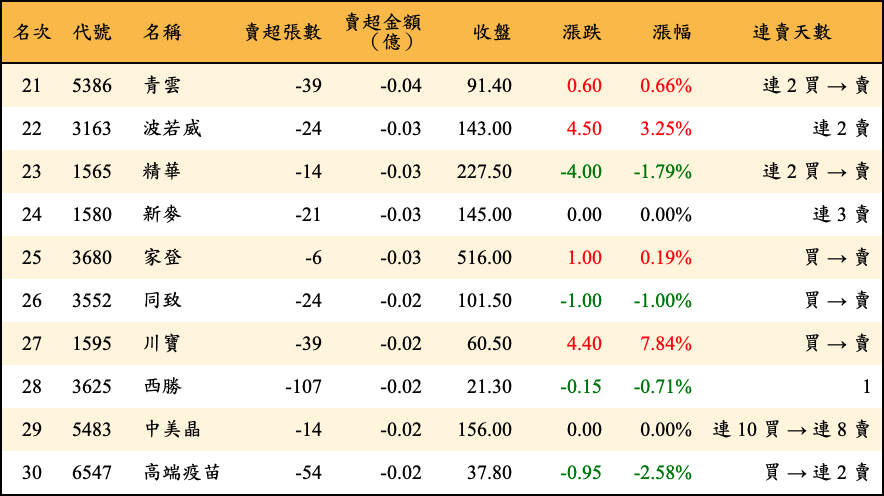 名次 代號 名稱 賣超張數 賣超金額（億） 收盤 漲跌 漲幅 連賣天數
21 5386 青雲 -39 -0.04 91.40 0.60 0.66% 連 2 買 → 賣
22 3163 波若威 -24 -0.03 143.00 4.50 3.25% 連 2 賣
23 1565 精華 -14 -0.03 227.50 -4.00 -1.79% 連 2 買 → 賣
24 1580 新麥 -21 -0.03 145.00 0.00 0.00% 連 3 賣
25 3680 家登 -6 -0.03 516.00 1.00 0.19% 買 → 賣
26 3552 同致 -24 -0.02 101.50 -1.00 -1.00% 買 → 賣
27 1595 川寶 -39 -0.02 60.50 4.40 7.84% 買 → 賣
28 3625 西勝 -107 -0.02 21.30 -0.15 -0.71% 1
29 5483 中美晶 -14 -0.02 156.00 0.00 0.00% 連 10 買 → 連 8 賣
30 6547 高端疫苗 -54 -0.02 37.80 -0.95 -2.58% 買 → 連 2 賣